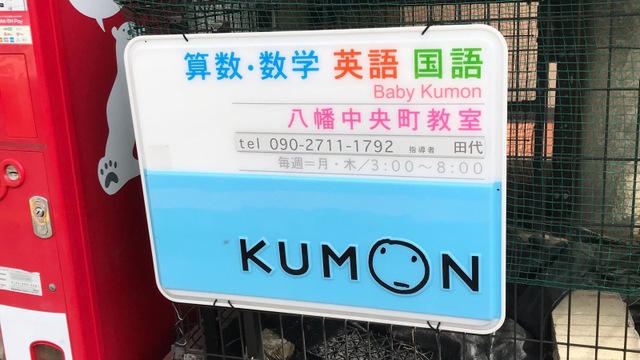 算数・数学 英語 国語
Baby Kumon
八幡中央町教室
tel 090-2711-1792 指導者 田代
毎週=月・木/3:00〜8:00
KUMON